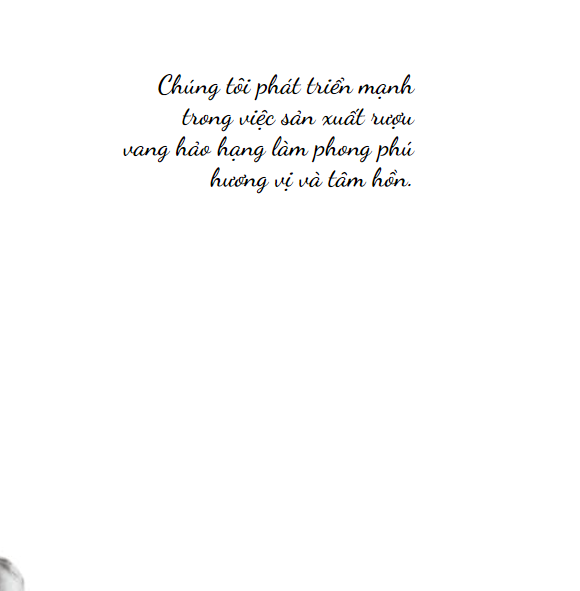 Chúng tôi phát triển mạnh
trong việc sản xuất rượu
vang hảo hạng làm phong phú
hương vị và tâm hồn.